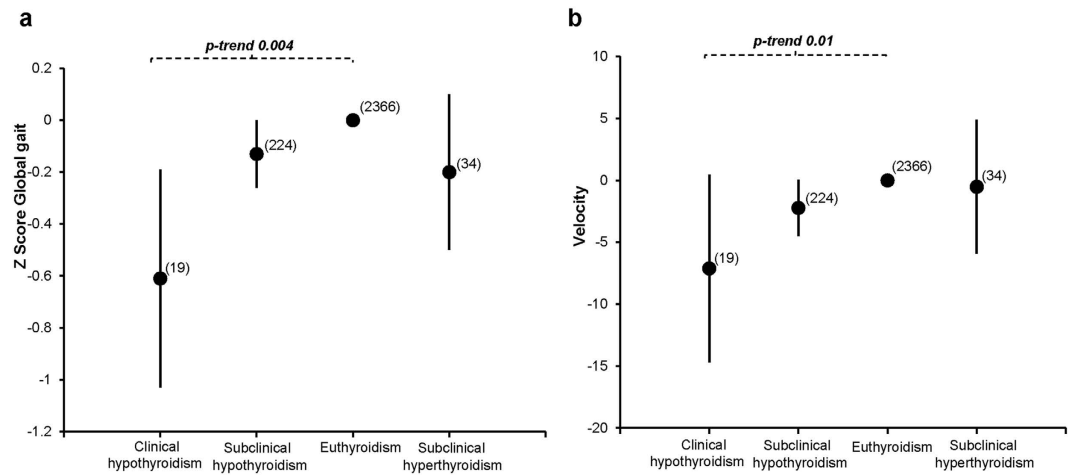 a
p-trend 0.004
Z Score Global gait
0.2
0
-0.2
-0.4
-0.6
-0.8
-1
-1.2
(19)
(224)
(2366)
(34)
Clinical
hypothyroidism
Subclinical
hypothyroidism
Euthyroidism
Subclinical
hyperthyroidism
b
p-trend 0.01
Velocity
10
5
0
-5
-10
-15
-20
(19)
(224)
(2366)
(34)
Clinical
hypothyroidism
Subclinical
hypothyroidism
Euthyroidism
Subclinical
hyperthyroidism